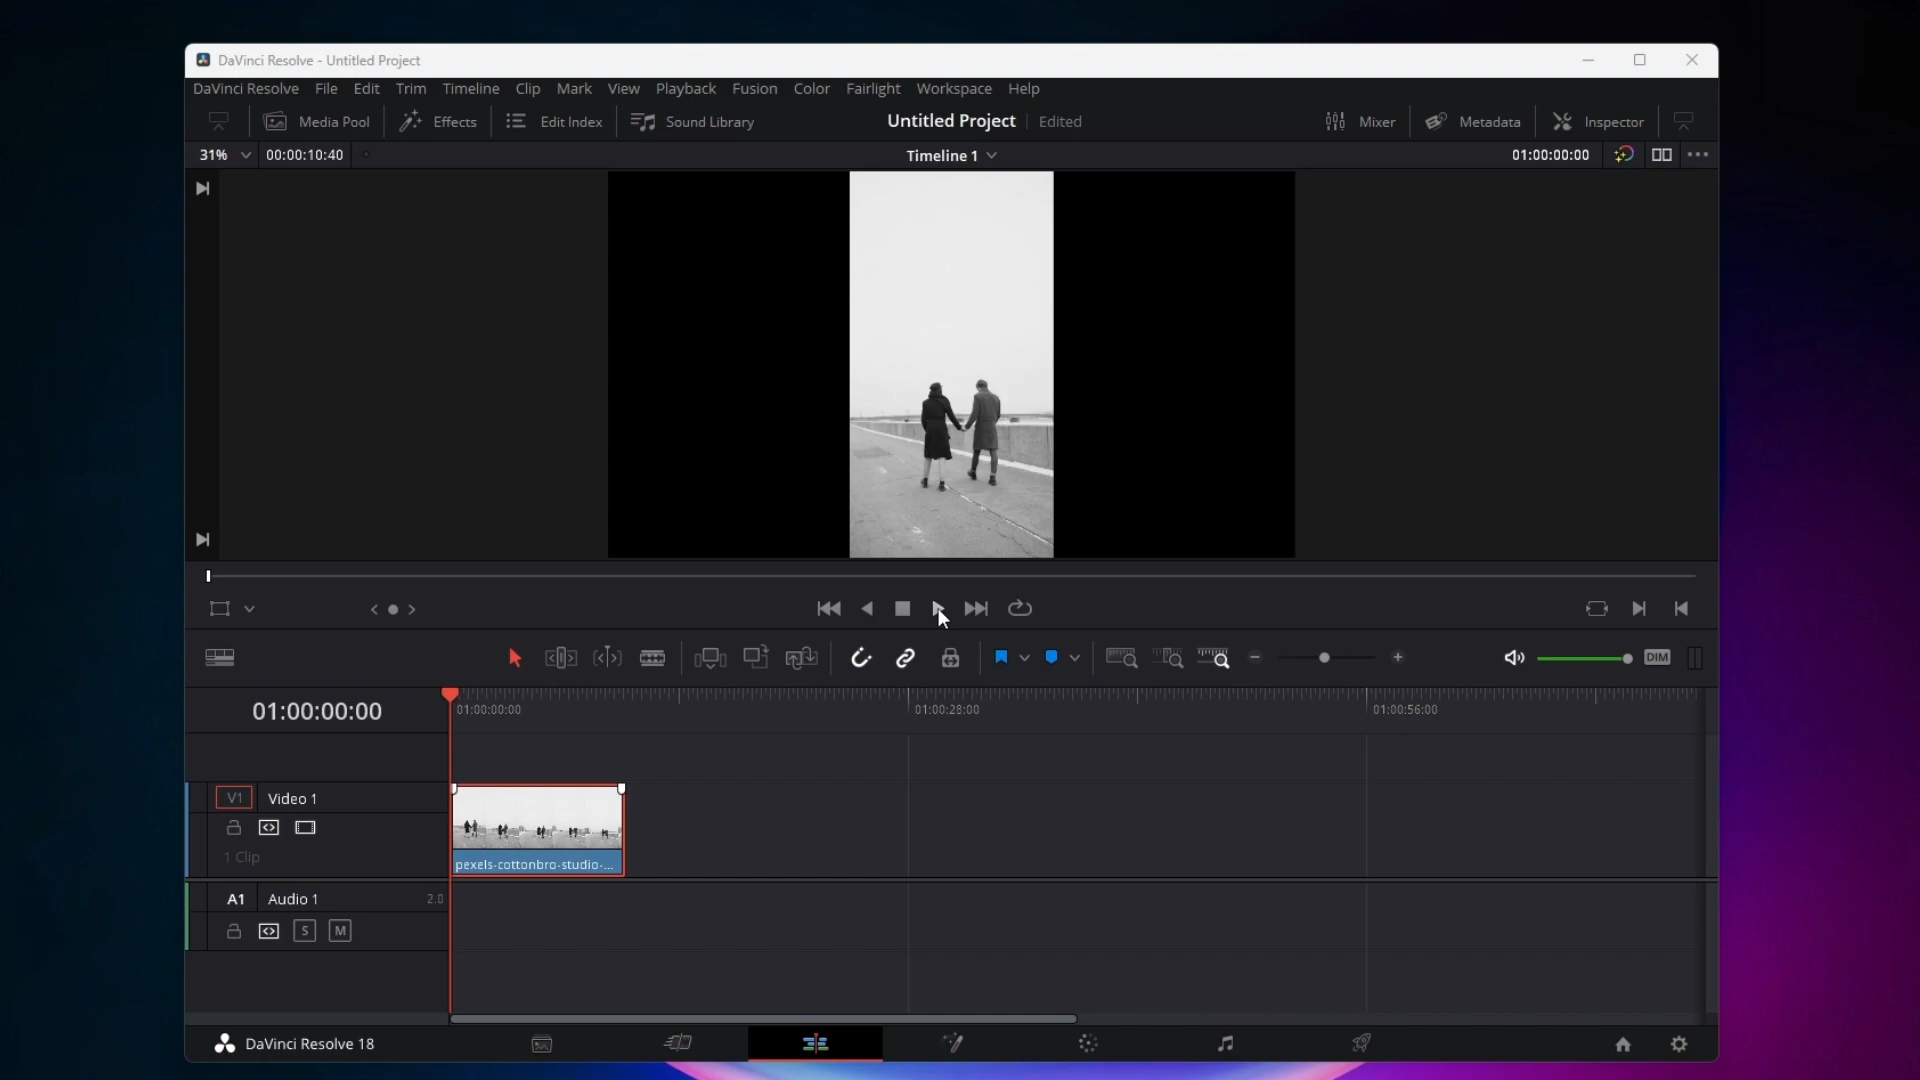 DaVinci Resolve - Untitled Project
DaVinci Resolve File Edit Trim Timeline Clip Mark View Playback Fusion Color Fairlight Workspace Help
Media Pool Effects Edit Index Sound Library Untitled Project Edited Mixer Metadata Inspector
31% 00:00:10:40 Timeline 1 01:00:00:00
DIM
01:00:00:00 01:00:00:00 01:00:28:00 01:00:56:00
V1 Video 1
1 Clip
pexels-cottonbro-studio-...
A1 Audio 1 2.0
S M
DaVinci Resolve 18